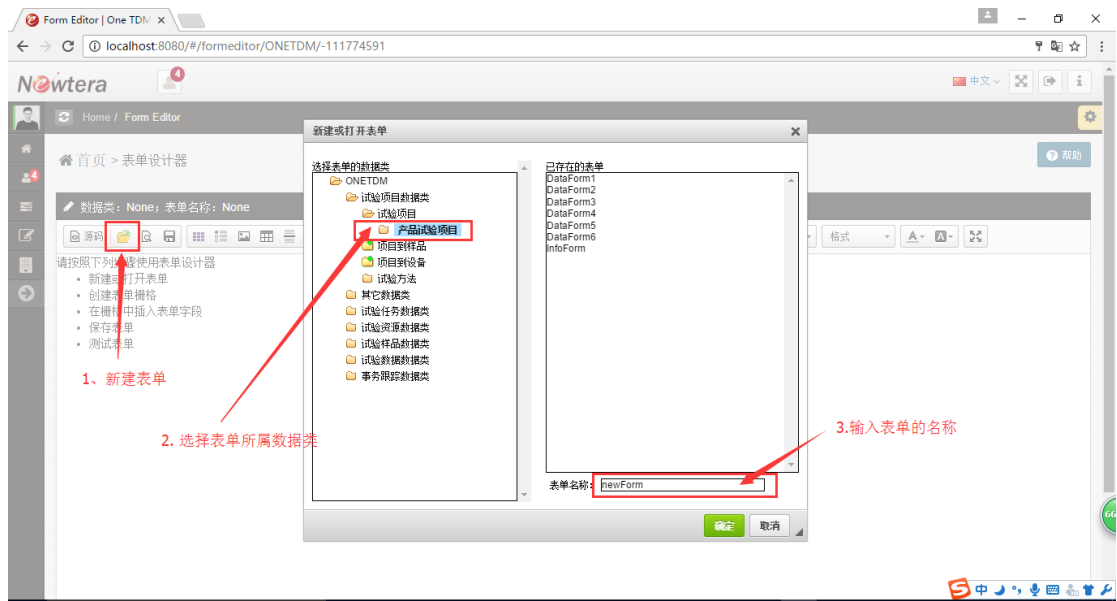 Form Editor | One TDM
localhost:8080/#/formeditor/ONETDM/-111774591
Newtera
4
中文
Home / Form Editor
首页 > 表单设计器
帮助
4
数据类: None; 表单名称: None
源码
格式
请按照下列步骤使用表单设计器
新建或打开表单
创建表单栅格
在栅格中插入表单字段
保存表单
测试表单
1、新建表单
2. 选择表单所属数据类
3.输入表单的名称
新建或打开表单
选择表单的数据类
ONETDM
试验项目数据类
试验项目
产品试验项目
项目到样品
项目到设备
试验方法
其它数据类
试验任务数据类
试验资源数据类
试验样品数据类
试验数据数据类
事务跟踪数据类
已存在的表单
DataForm1
DataForm2
DataForm3
DataForm4
DataForm5
DataForm6
InfoForm
表单名称: newForm
确定
取消
66
中